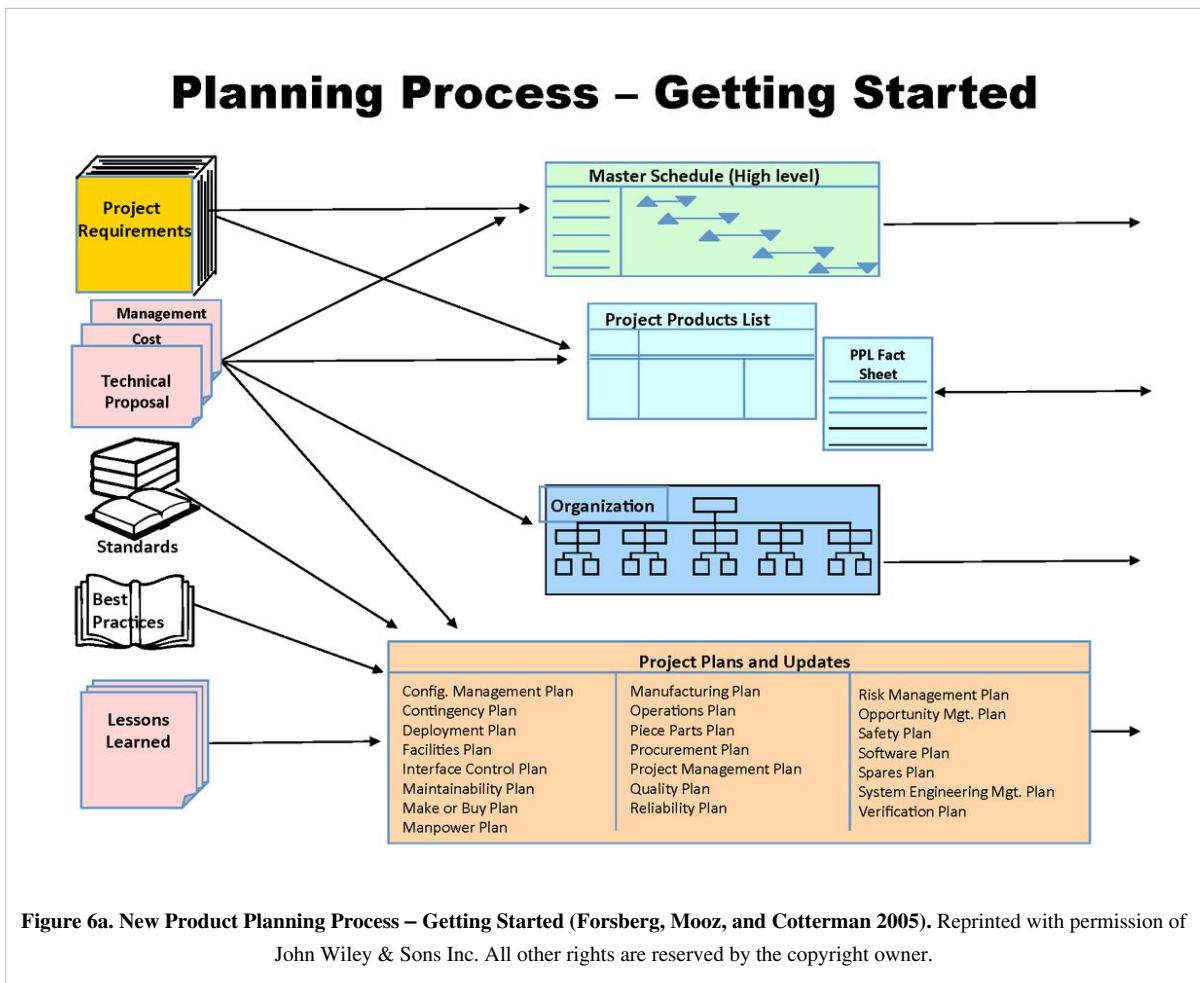 Planning Process – Getting Started
Project
Requirements
Management
Cost
Technical
Proposal
Standards
Best
Practices
Lessons
Learned
Master Schedule (High level)
Project Products List
PPL Fact
Sheet
Organization
Project Plans and Updates
Config. Management Plan
Contingency Plan
Deployment Plan
Facilities Plan
Interface Control Plan
Maintainability Plan
Make or Buy Plan
Manpower Plan
Manufacturing Plan
Operations Plan
Piece Parts Plan
Procurement Plan
Project Management Plan
Quality Plan
Reliability Plan
Risk Management Plan
Opportunity Mgt. Plan
Safety Plan
Software Plan
Spares Plan
System Engineering Mgt. Plan
Verification Plan
Figure 6a. New Product Planning Process – Getting Started (Forsberg, Mooz, and Cotterman 2005). Reprinted with permission of
John Wiley & Sons Inc. All other rights are reserved by the copyright owner.